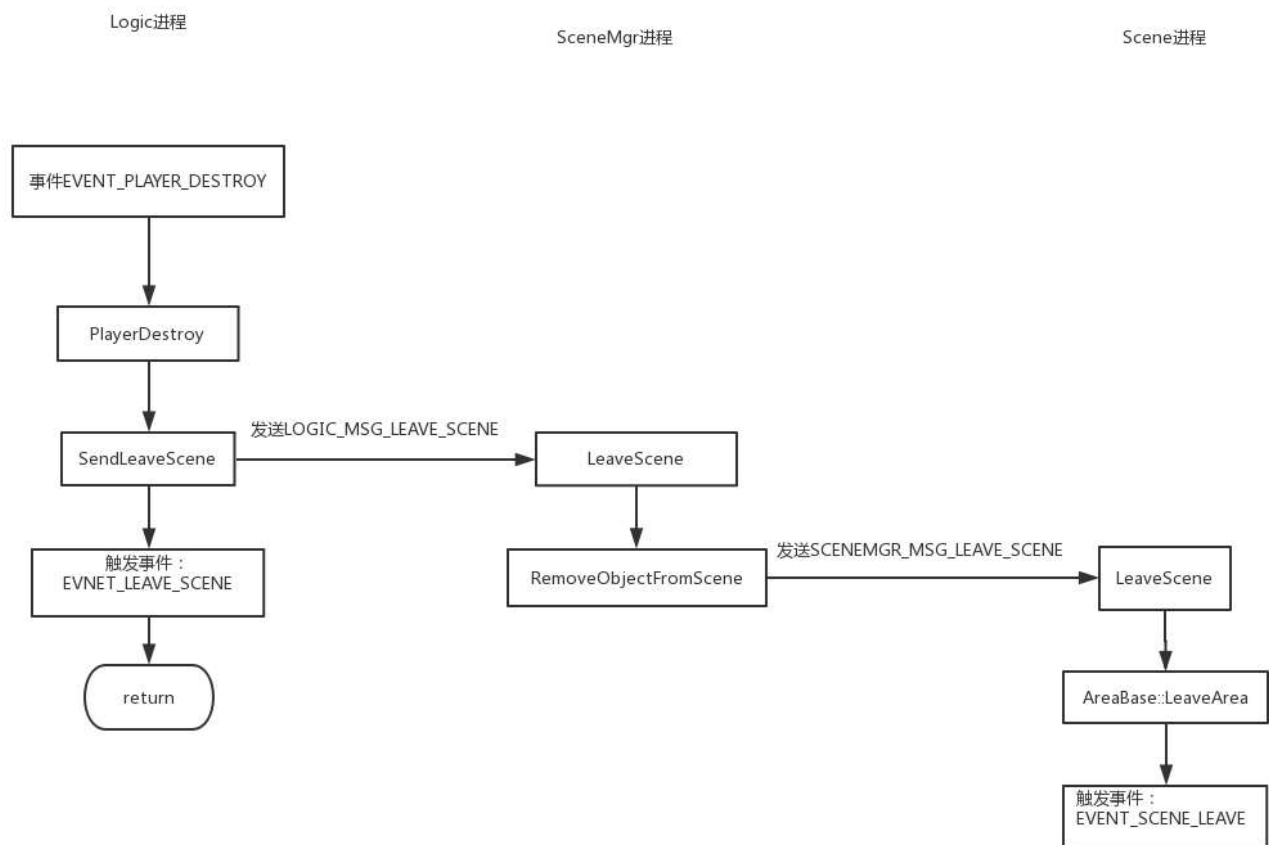 Logic进程
SceneMgr进程
Scene进程
事件EVENT_PLAYER_DESTROY
PlayerDestroy
发送LOGIC_MSG_LEAVE_SCENE
SendLeaveScene
LeaveScene
触发事件：
EVNET_LEAVE_SCENE
发送SCENEMGR_MSG_LEAVE_SCENE
RemoveObjectFromScene
LeaveScene
return
AreaBase::LeaveArea
触发事件：
EVENT_SCENE_LEAVE